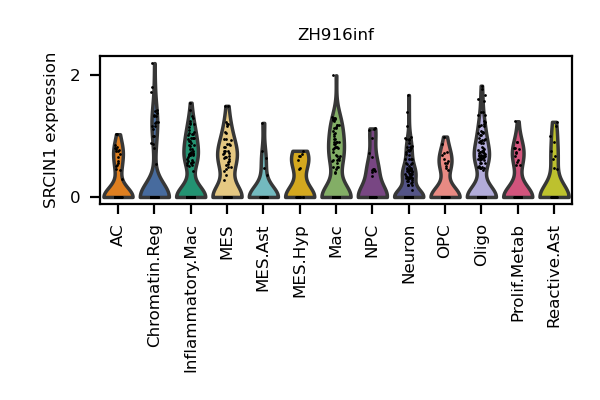 ZH916inf
SRCIN1 expression
2
0
AC
Chromatin.Reg
Inflammatory.Mac
MES
MES.Ast
MES.Hyp
Mac
NPC
Neuron
OPC
Oligo
Prolif.Metab
Reactive.Ast